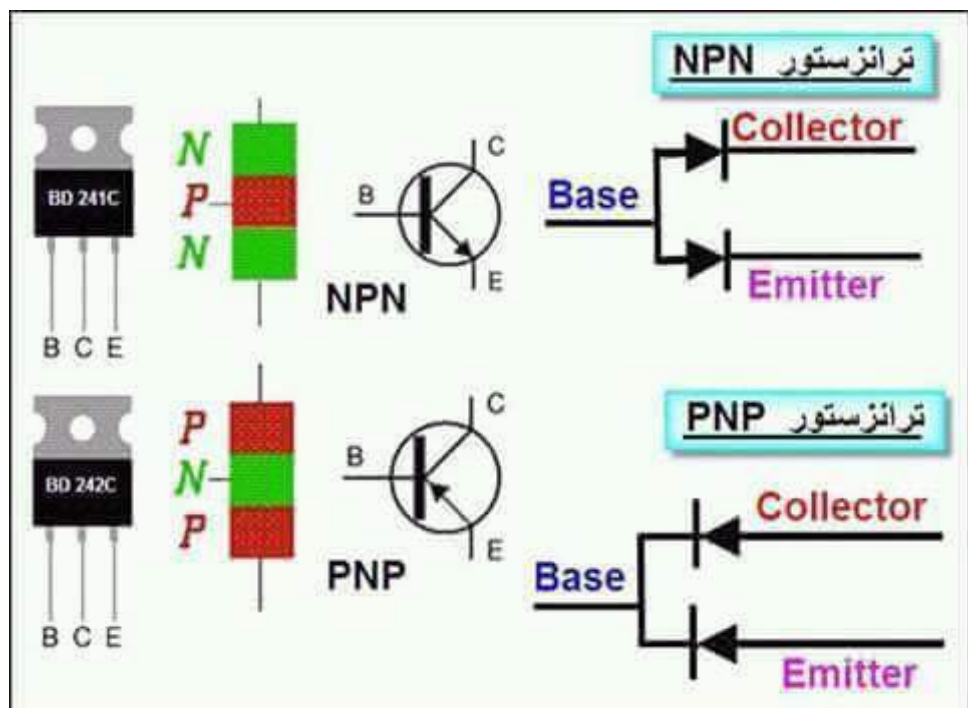 ترانزستور NPN
BD 241C
B C E
N
P
N
NPN
C
B
E
Collector
Base
Emitter
ترانزستور PNP
BD 242C
B C E
P
N
P
PNP
C
B
E
Collector
Base
Emitter